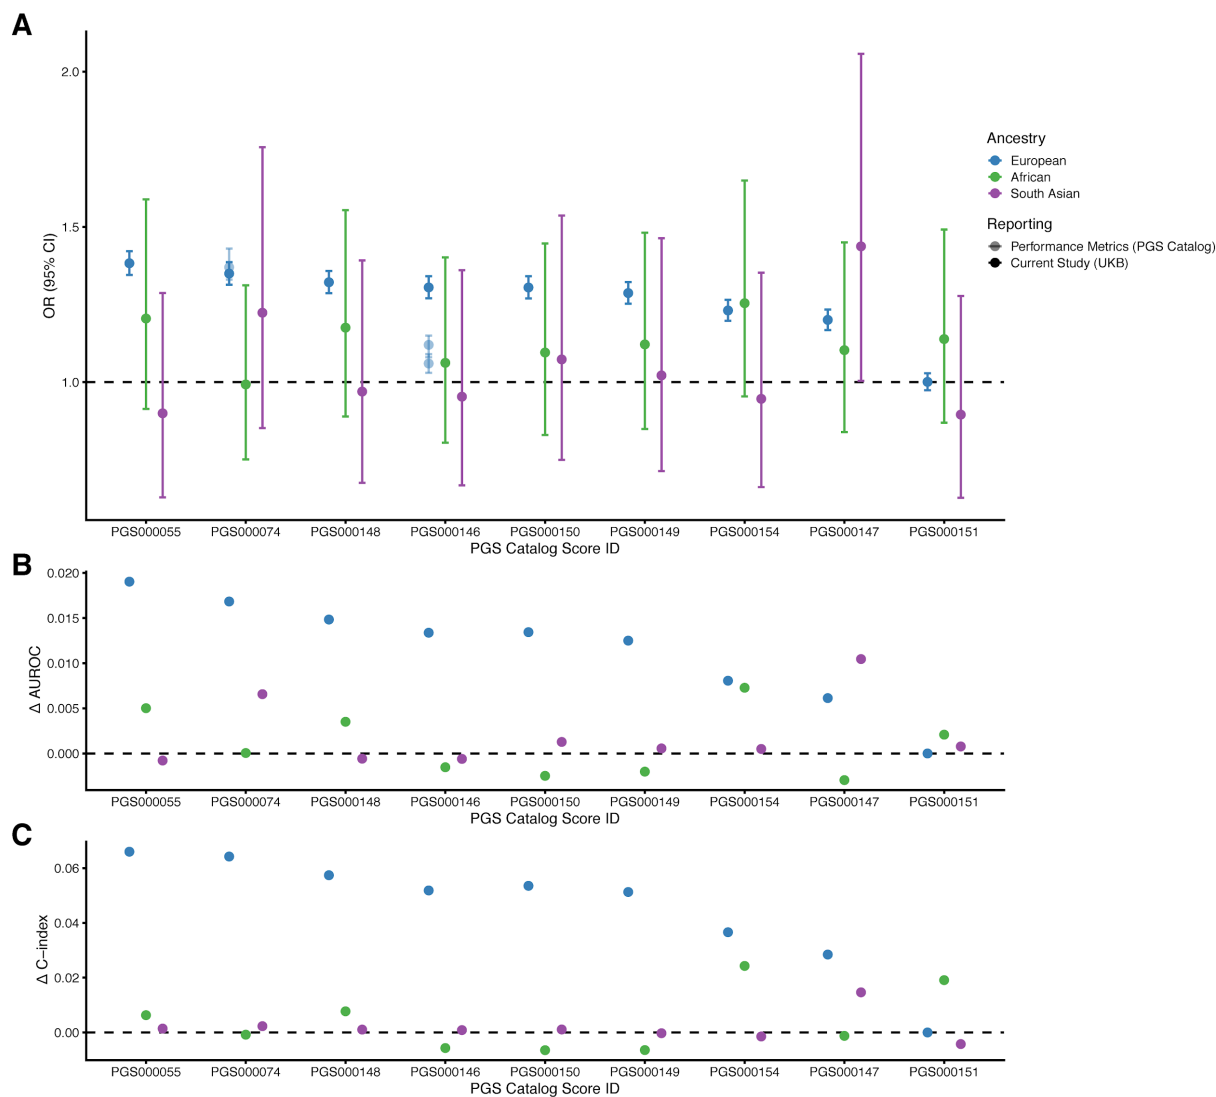 A
OR (95% CI)
2.0
1.5
1.0
PGS000055 PGS000074 PGS000148 PGS000146 PGS000150 PGS000149 PGS000154 PGS000147 PGS000151
PGS Catalog Score ID
Ancestry
European
African
South Asian
Reporting
Performance Metrics (PGS Catalog)
Current Study (UKB)
B
Δ AUROC
0.020
0.015
0.010
0.005
0.000
PGS000055 PGS000074 PGS000148 PGS000146 PGS000150 PGS000149 PGS000154 PGS000147 PGS000151
PGS Catalog Score ID
C
Δ C−index
0.06
0.04
0.02
0.00
PGS000055 PGS000074 PGS000148 PGS000146 PGS000150 PGS000149 PGS000154 PGS000147 PGS000151
PGS Catalog Score ID